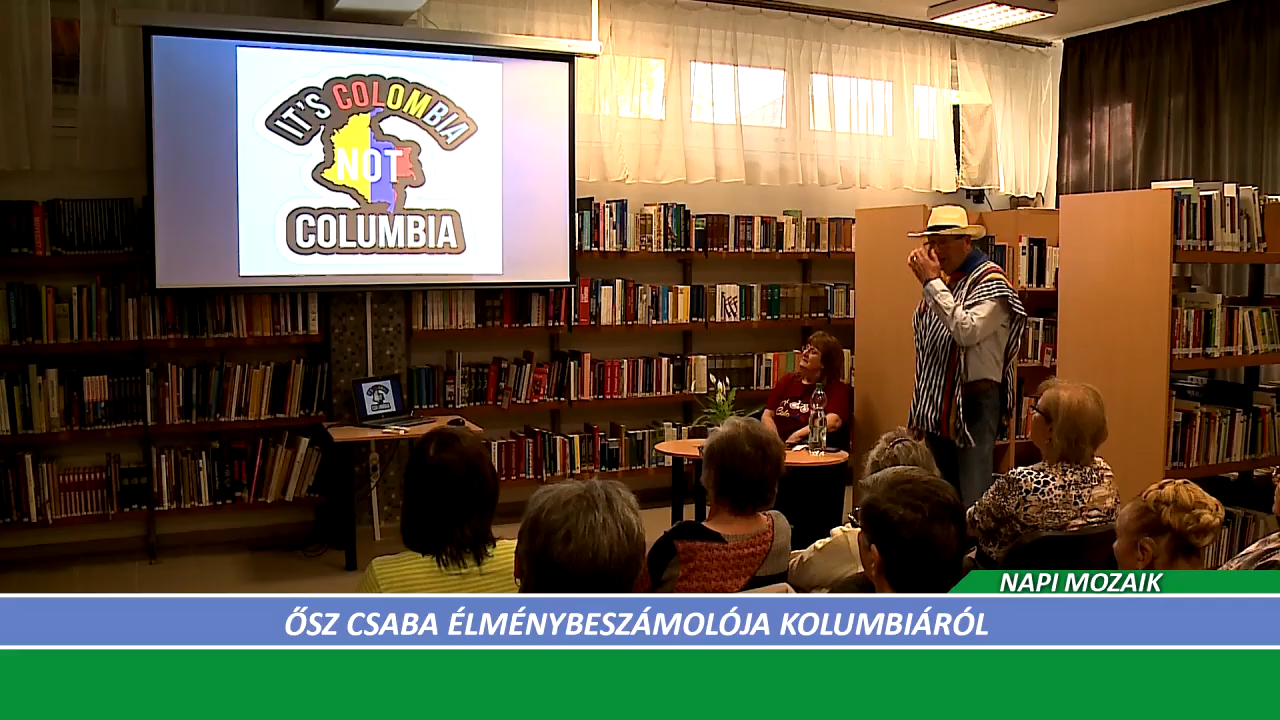 IT'S COLOMBIA
NOT
COLUMBIA
NAPI MOZAIK
ŐSZ CSABA ÉLMÉNYBESZÁMOLÓJA KOLUMBIÁRÓL